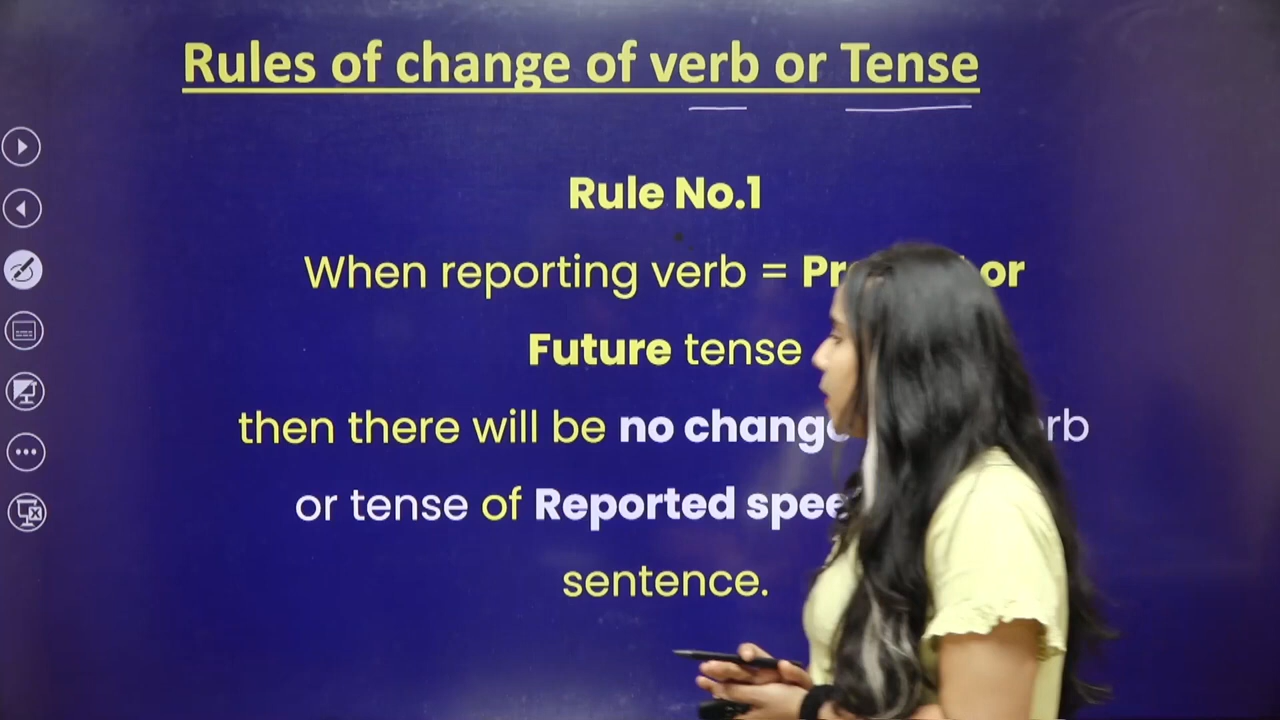 Rules of change of verb or Tense
Rule No.1
When reporting verb = or
Future tense
then there will be no change
or tense of Reported
sentence.